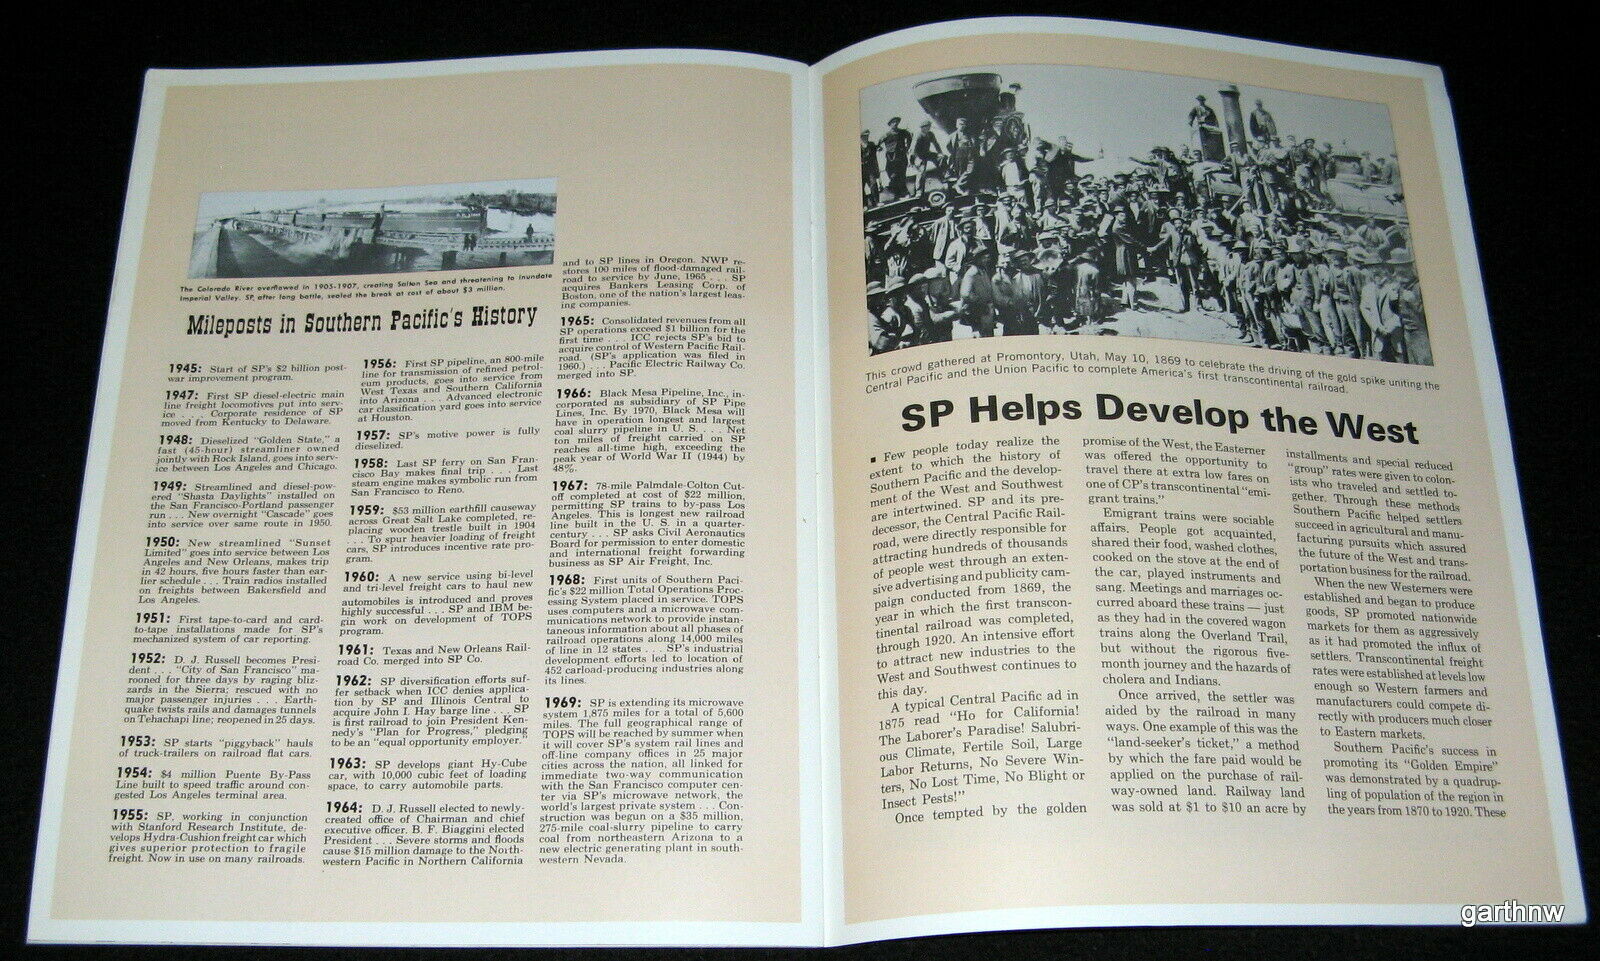 The Colorado River overflowed in 1905-1907, creating Salton Sea and threatening to inundate
Imperial Valley. SP, after long battle, sealed the break at cost of about $3 million.
Mileposts in Southern Pacific's History
1945: Start of SP's $2 billion post-
war improvement program.
1947: First SP diesel-electric main
line freight locomotives put into serv-
ice . . . Corporate residence of SP
moved from Kentucky to Delaware.
1948: Dieselized "Golden State," a
fast (45-hour) streamliner owned
jointly with Rock Island, goes into ser-
vice between Los Angeles and Chicago.
1949: Streamlined and diesel-pow-
ered "Shasta Daylights" installed on
the San Francisco-Portland passenger
run . . . New overnight "Cascade" goes
into service over same route in 1950.
1950: New streamlined "Sunset
Limited" goes into service between Los
Angeles and New Orleans, makes trip
in 42 hours, five hours faster than ear-
lier schedule . . . Train radios installed
on freights between Bakersfield and
Los Angeles.
1951: First tape-to-card and card-
to-tape installations made for SP's
mechanized system of car reporting.
1952: D. J. Russell becomes Presi-
dent . . . "City of San Francisco" ma-
rooned for three days by raging bliz-
zards in the Sierra; rescued with no
major passenger injuries . . . Earth-
quake twists rails and damages tunnels
on Tehachapi line; reopened in 25 days.
1953: SP starts "piggyback" hauls
of truck-trailers on railroad flat cars.
1954: $4 million Puente By-Pass
Line built to speed traffic around con-
gested Los Angeles terminal area.
1955: SP, working in conjunction
with Stanford Research Institute, de-
velops Hydra-Cushion freight car which
gives superior protection to fragile
freight. Now in use on many railroads.
1956: First SP pipeline, an 800-mile
line for transmission of refined petrol-
eum products, goes into service from
West Texas and Southern California
into Arizona . . . Advanced electronic
car classification yard goes into service
at Houston.
1957: SP's motive power is fully
dieselized.
1958: Last SP ferry on San Fran-
cisco Bay makes final trip . . . Last
steam engine makes symbolic run from
San Francisco to Reno.
1959: $53 million earthfill causeway
across Great Salt Lake completed, re-
placing wooden trestle built in 1904
. . . To spur heavier loading of freight
cars, SP introduces incentive rate pro-
gram.
1960: A new service using bi-level
and tri-level freight cars to haul new
automobiles is introduced and proves
highly successful . . . SP and IBM be-
gin work on development of TOPS
program.
1961: Texas and New Orleans Rail-
road Co. merged into SP Co.
1962: SP diversification efforts suf-
fer setback when ICC denies applica-
tion by SP and Illinois Central to
acquire John I. Hay barge line . . . SP
is first railroad to join President Ken-
nedy's "Plan for Progress," pledging
to be an "equal opportunity employer."
1963: SP develops giant Hy-Cube
car, with 10,000 cubic feet of loading
space, to carry automobile parts.
1964: D. J. Russell elected to newly-
created office of Chairman and chief
executive officer. B. F. Biaggini elected
President . . . Severe storms and floods
cause $15 million damage to the North-
western Pacific in Northern California
and to SP lines in Oregon. NWP re-
stores 100 miles of flood-damaged rail-
road to service by June, 1965 . . . SP
acquires Bankers Leasing Corp. of
Boston, one of the nation's largest leas-
ing companies.
1965: Consolidated revenues from all
SP operations exceed $1 billion for the
first time . . . ICC rejects SP's bid to
acquire control of Western Pacific Rail-
road. (SP's application was filed in
1960.) . . . Pacific Electric Railway Co.
merged into SP.
1966: Black Mesa Pipeline, Inc., in-
corporated as subsidiary of SP Pipe
Lines, Inc. By 1970, Black Mesa will
have in operation longest and largest
coal slurry pipeline in U. S. . . . Net
ton miles of freight carried on SP
reaches all-time high, exceeding the
peak year of World War II (1944) by
48%.
1967: 78-mile Palmdale-Colton Cut-
off completed at cost of $22 million,
permitting SP trains to by-pass Los
Angeles. This is longest new railroad
line built in the U. S. in a quarter-
century . . . SP asks Civil Aeronautics
Board for permission to enter domestic
and international freight forwarding
business as SP Air Freight, Inc.
1968: First units of Southern Paci-
fic's $22 million Total Operations Proc-
essing System placed in service. TOPS
uses computers and a microwave com-
munications network to provide instan-
taneous information about all phases of
railroad operations along 14,000 miles
of line in 12 states . . . SP's industrial
development efforts led to location of
452 carload-producing industries along
its lines.
1969: SP is extending its microwave
system 1,875 miles for a total of 5,600
miles. The full geographical range of
TOPS will be reached by summer when
it will cover SP's system rail lines and
off-line company offices in 25 major
cities across the nation, all linked for
immediate two-way communication
with the San Francisco computer cen-
ter via SP's microwave network, the
world's largest private system . . . Con-
struction was begun on a $35 million,
275-mile coal-slurry pipeline to carry
coal from northeastern Arizona to a
new electric generating plant in south-
western Nevada.
This crowd gathered at Promontory, Utah, May 10, 1869 to celebrate the driving of the gold spike uniting the
Central Pacific and the Union Pacific to complete America's first transcontinental railroad.
SP Helps Develop the West
▪ Few people today realize the
extent to which the history of
Southern Pacific and the develop-
ment of the West and Southwest
are intertwined. SP and its pre-
decessor, the Central Pacific Rail-
road, were directly responsible for
attracting hundreds of thousands
of people west through an exten-
sive advertising and publicity cam-
paign conducted from 1869, the
year in which the first transcon-
tinental railroad was completed,
through 1920. An intensive effort
to attract new industries to the
West and Southwest continues to
this day.
A typical Central Pacific ad in
1875 read "Ho for California!
The Laborer's Paradise! Salubri-
ous Climate, Fertile Soil, Large
Labor Returns, No Severe Win-
ters, No Lost Time, No Blight or
Insect Pests!"
Once tempted by the golden
promise of the West, the Easterner
was offered the opportunity to
travel there at extra low fares on
one of CP's transcontinental "emi-
grant trains."
Emigrant trains were sociable
affairs. People got acquainted,
shared their food, washed clothes,
cooked on the stove at the end of
the car, played instruments and
sang. Meetings and marriages oc-
curred aboard these trains — just
as they had in the covered wagon
trains along the Overland Trail,
but without the rigorous five-
month journey and the hazards of
cholera and Indians.
Once arrived, the settler was
aided by the railroad in many
ways. One example of this was the
"land-seeker's ticket," a method
by which the fare paid would be
applied on the purchase of rail-
way-owned land. Railway land
was sold at $1 to $10 an acre by
installments and special reduced
"group" rates were given to colon-
ists who traveled and settled to-
gether. Through these methods
Southern Pacific helped settlers
succeed in agricultural and manu-
facturing pursuits which assured
the future of the West and trans-
portation business for the railroad.
When the new Westerners were
established and began to produce
goods, SP promoted nationwide
markets for them as aggressively
as it had promoted the influx of
settlers. Transcontinental freight
rates were established at levels low
enough so Western farmers and
manufacturers could compete di-
rectly with producers much closer
to Eastern markets.
Southern Pacific's success in
promoting its "Golden Empire"
was demonstrated by a quadrup-
ling of population of the region in
the years from 1870 to 1920. These
garthnw